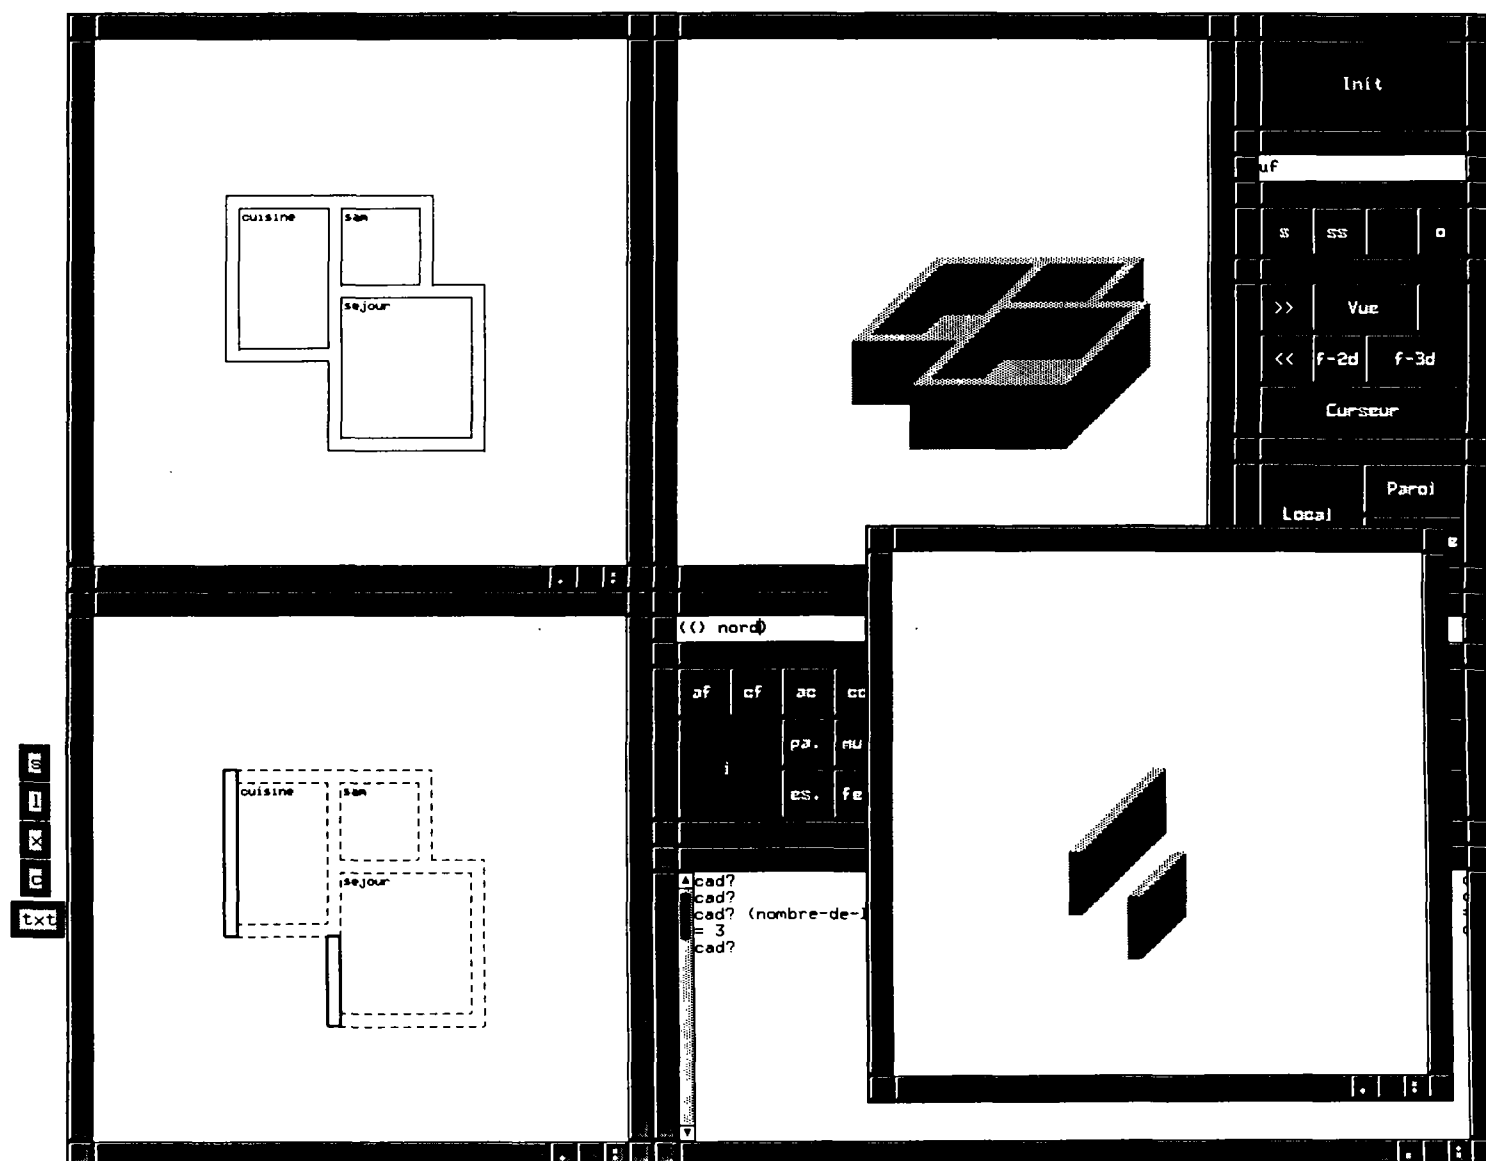 Init
uf
s ss o
>> Vue
<< f-2d f-3d
Curseur
Local Paroi
cuisine sam
sejour
(() nord)
af cf ac
pa. mu
i
es. fe
cuisine sam
sejour
s
l
x
c
txt
cad?
cad?
cad? (nombre-de-
= 3
cad?